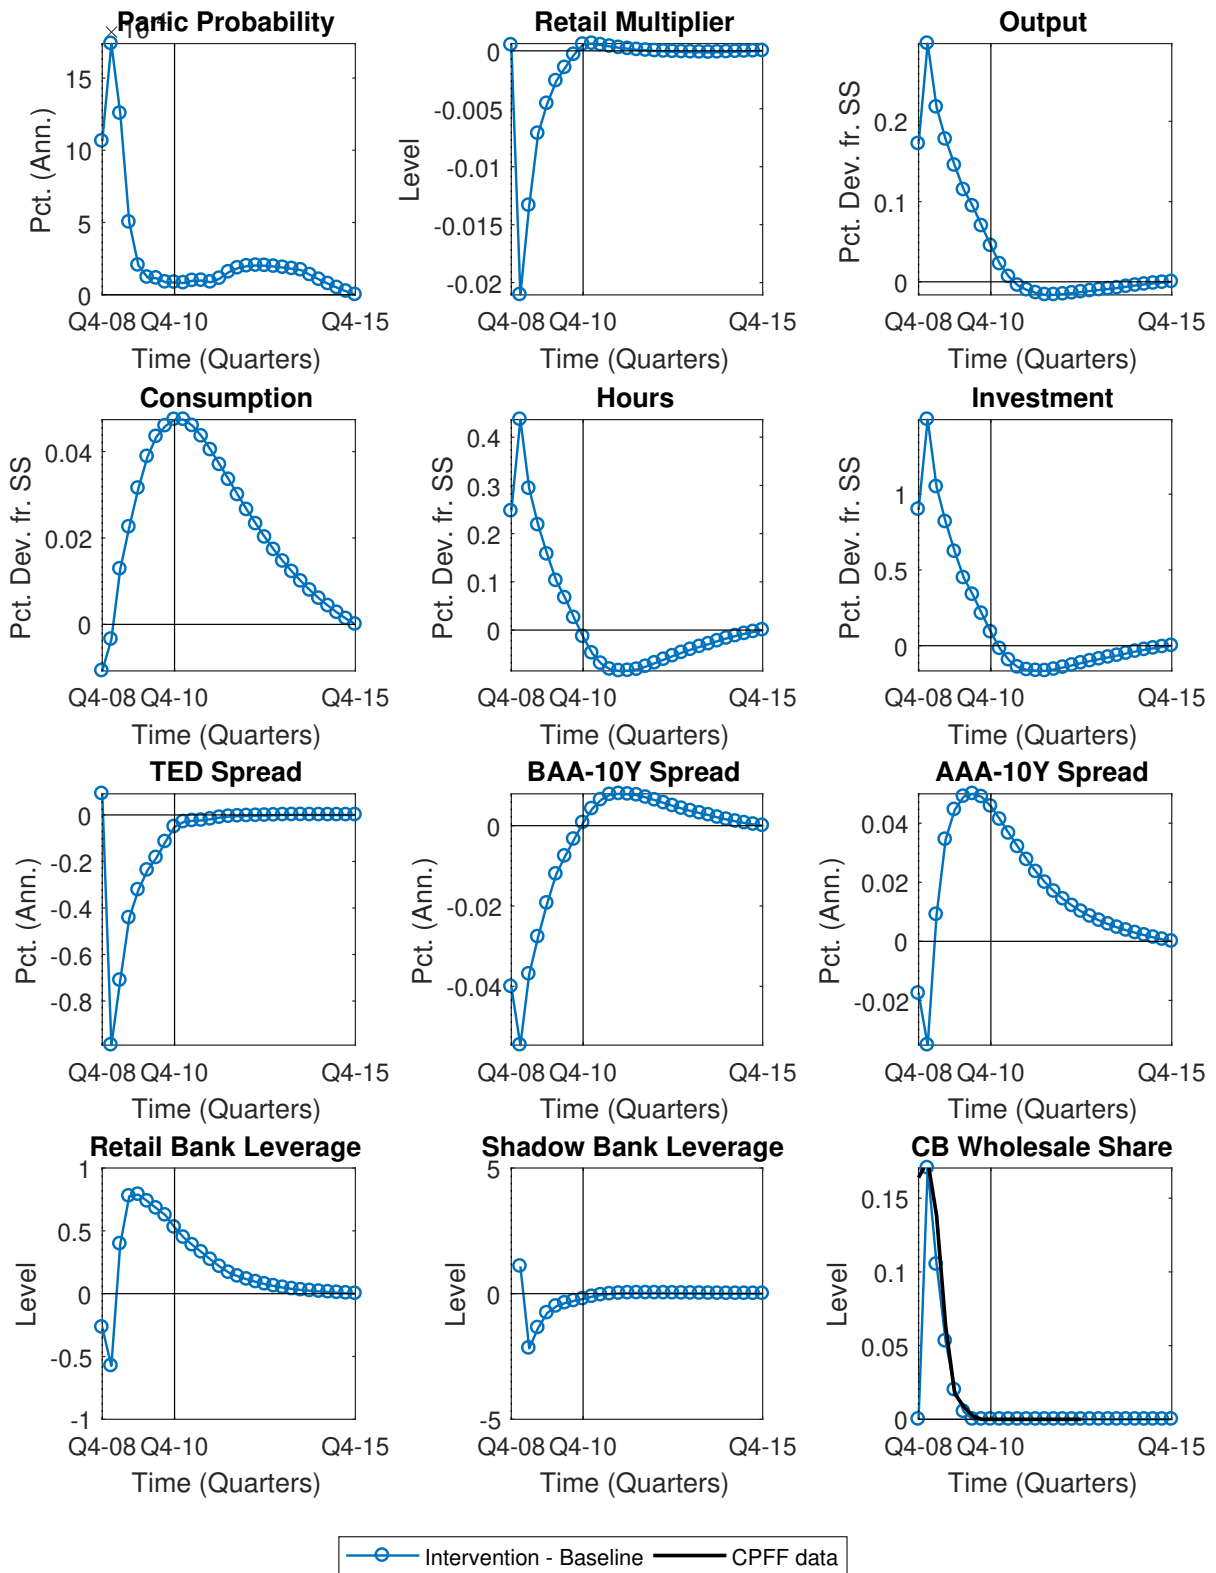 Panic Probability
Retail Multiplier
Output
×10-4
15
10
5
0
Pct. (Ann.)
Q4-08 Q4-10 Q4-15
Time (Quarters)
0
-0.005
-0.01
-0.015
-0.02
Level
Q4-08 Q4-10 Q4-15
Time (Quarters)
0.2
0.1
0
Pct. Dev. fr. SS
Q4-08 Q4-10 Q4-15
Time (Quarters)
Consumption
Hours
Investment
0.04
0.02
0
Pct. Dev. fr. SS
Q4-08 Q4-10 Q4-15
Time (Quarters)
0.4
0.3
0.2
0.1
0
Pct. Dev. fr. SS
Q4-08 Q4-10 Q4-15
Time (Quarters)
1
0.5
0
Pct. Dev. fr. SS
Q4-08 Q4-10 Q4-15
Time (Quarters)
TED Spread
BAA-10Y Spread
AAA-10Y Spread
0
-0.2
-0.4
-0.6
-0.8
Pct. (Ann.)
Q4-08 Q4-10 Q4-15
Time (Quarters)
0
-0.02
-0.04
Pct. (Ann.)
Q4-08 Q4-10 Q4-15
Time (Quarters)
0.04
0.02
0
-0.02
Pct. (Ann.)
Q4-08 Q4-10 Q4-15
Time (Quarters)
Retail Bank Leverage
Shadow Bank Leverage
CB Wholesale Share
1
0.5
0
-0.5
-1
Level
Q4-08 Q4-10 Q4-15
Time (Quarters)
5
0
-5
Level
Q4-08 Q4-10 Q4-15
Time (Quarters)
0.15
0.1
0.05
0
Level
Q4-08 Q4-10 Q4-15
Time (Quarters)
Intervention - Baseline
CPFF data